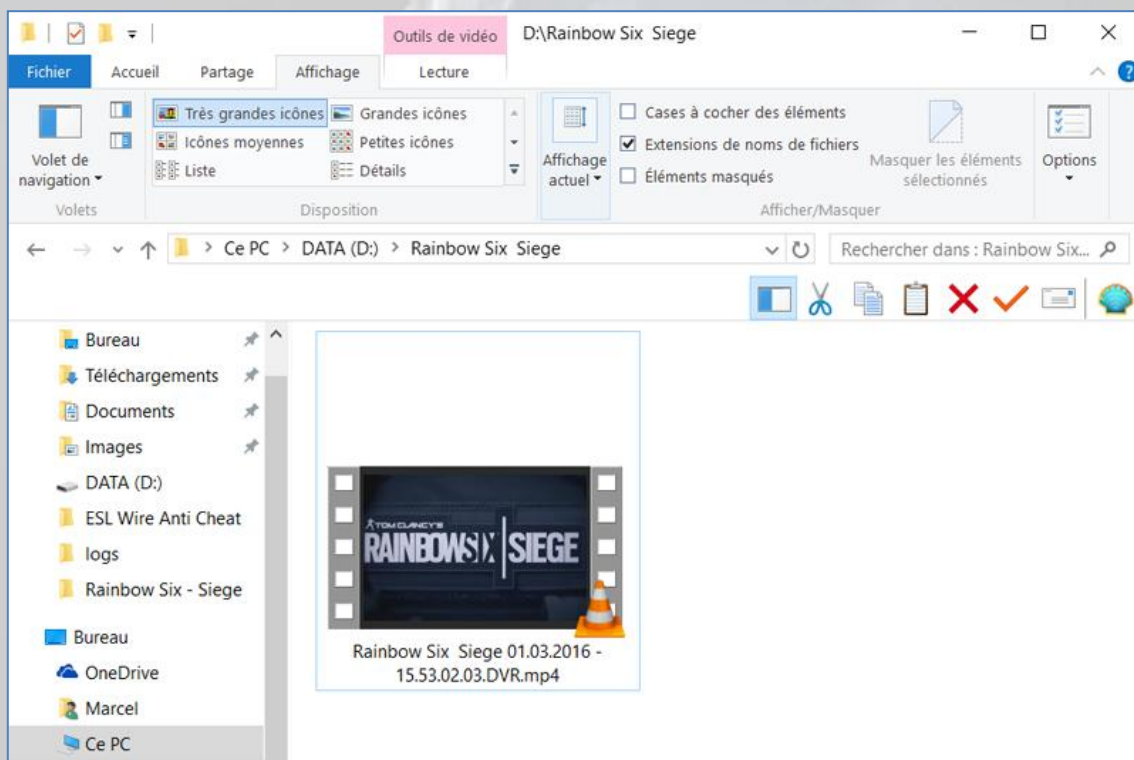 Outils de vidéo D:\Rainbow Six  Siege
Fichier Accueil Partage Affichage Lecture
Très grandes icônes Grandes icônes
Icônes moyennes Petites icônes
Liste Détails
Volet de navigation
Affichage actuel
Cases à cocher des éléments
Extensions de noms de fichiers
Éléments masqués
Masquer les éléments
sélectionnés
Options
Volets Disposition Afficher/Masquer
Ce PC > DATA (D:) > Rainbow Six  Siege
Rechercher dans : Rainbow Six...
Bureau
Téléchargements
Documents
Images
DATA (D:)
ESL Wire Anti Cheat
logs
Rainbow Six - Siege
Bureau
OneDrive
Marcel
Ce PC
TOM CLANCY'S
RAINBOWSIX SIEGE
Rainbow Six  Siege 01.03.2016 -
15.53.02.03.DVR.mp4